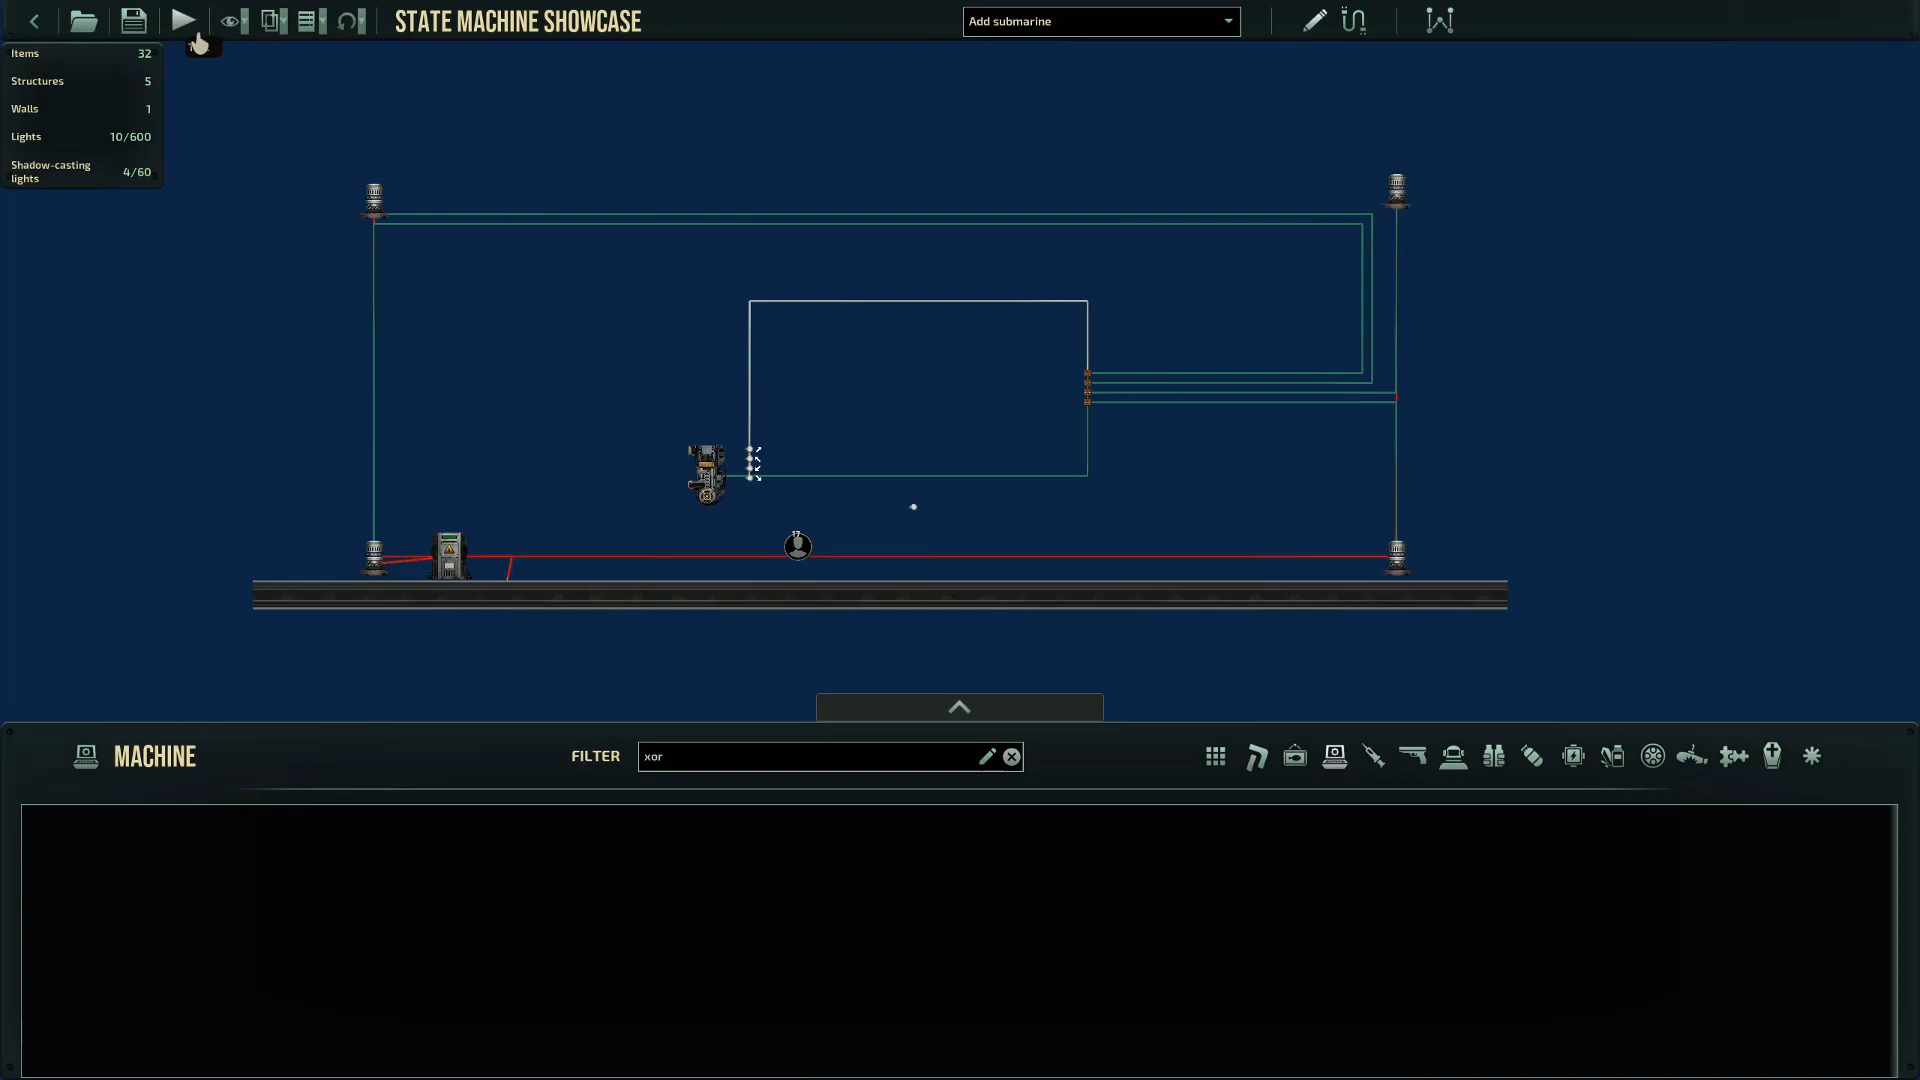 STATE MACHINE SHOWCASE
Add submarine
Items 32
Structures 5
Walls 1
Lights 10/600
Shadow-casting
lights 4/60
17
MACHINE
FILTER
xor